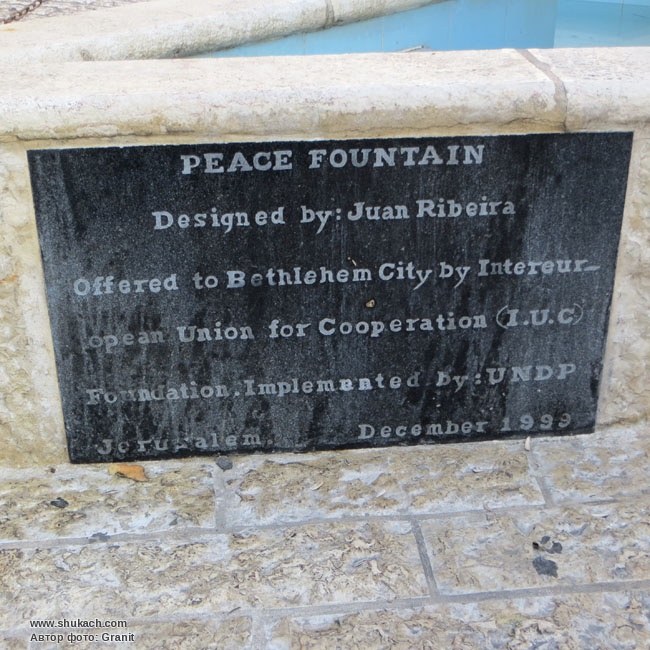 PEACE FOUNTAIN
Designed by: Juan Ribeira
Offered to Bethlehem City by Intereur-
opean Union for Cooperation (I.U.C)
Foundation. Implemented by: UNDP
Jerusalem. December 1999
www.shukach.com
Автор фото: Granit